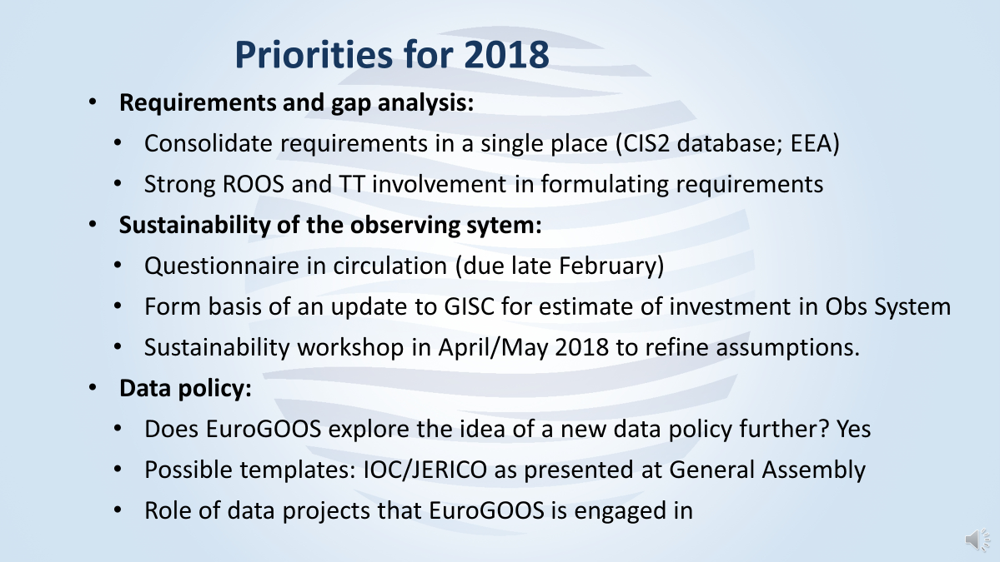 Priorities for 2018
• Requirements and gap analysis:
• Consolidate requirements in a single place (CIS2 database; EEA)
• Strong ROOS and TT involvement in formulating requirements
• Sustainability of the observing sytem:
• Questionnaire in circulation (due late February)
• Form basis of an update to GISC for estimate of investment in Obs System
• Sustainability workshop in April/May 2018 to refine assumptions.
• Data policy:
• Does EuroGOOS explore the idea of a new data policy further? Yes
• Possible templates: IOC/JERICO as presented at General Assembly
• Role of data projects that EuroGOOS is engaged in